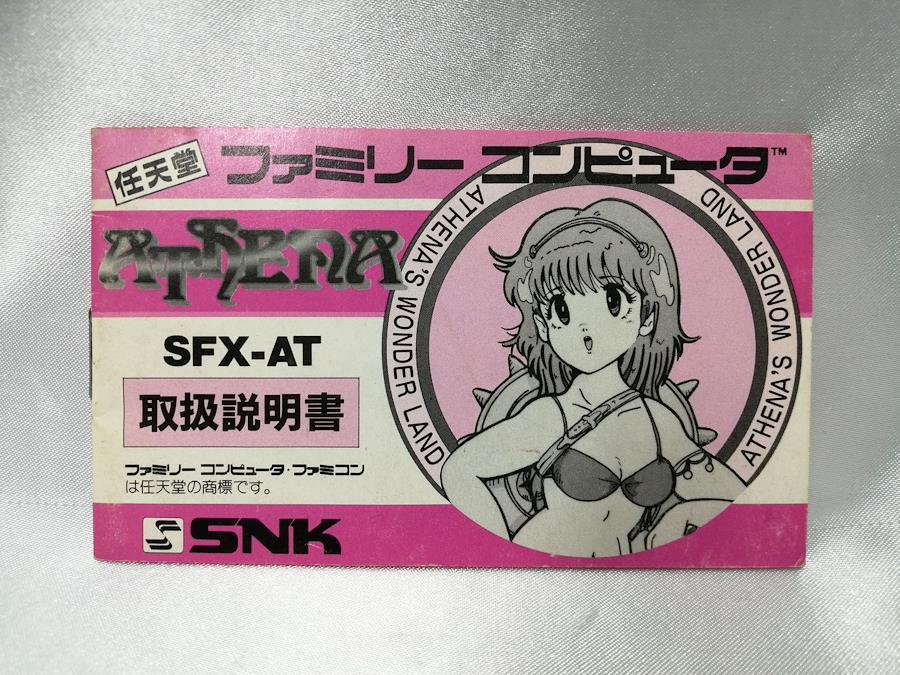 任天堂
ファミリー コンピュータ™
ATHENA
SFX-AT
取扱説明書
ファミリー コンピュータ・ファミコン
は任天堂の商標です。
S SNK
ATHENA'S WONDER LAND
ATHENA'S WONDER LAND